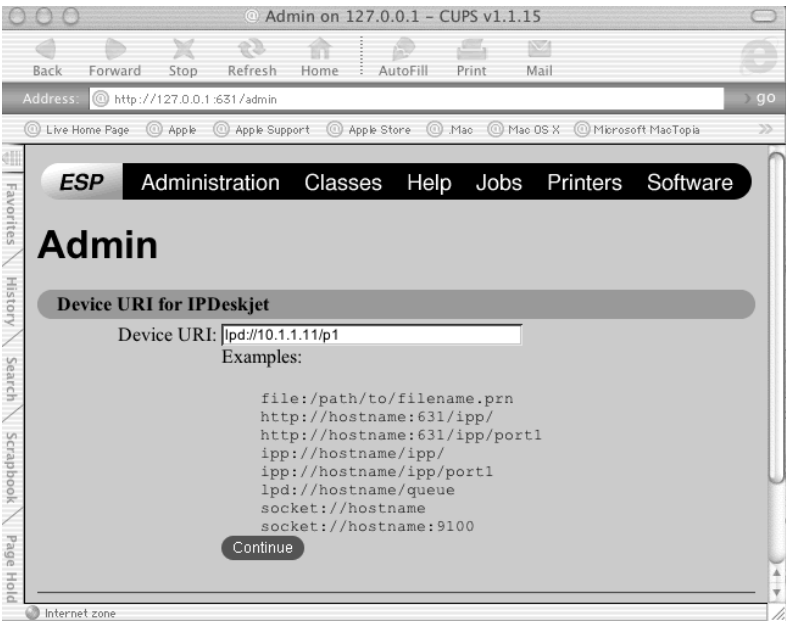 Admin on 127.0.0.1 – CUPS v1.1.15
Back Forward Stop Refresh Home AutoFill Print Mail
Address: http://127.0.0.1:631/admin go
Live Home Page Apple Apple Support Apple Store .Mac Mac OS X Microsoft MacTopia
Favorites
History
Search
Scrapbook
Page Hold
ESP Administration Classes Help Jobs Printers Software
Admin
Device URI for IPDeskjet
Device URI: lpd://10.1.1.11/p1
Examples:
file:/path/to/filename.prn
http://hostname:631/ipp/
http://hostname:631/ipp/port1
ipp://hostname/ipp/
ipp://hostname/ipp/port1
lpd://hostname/queue
socket://hostname
socket://hostname:9100
Continue
Internet zone